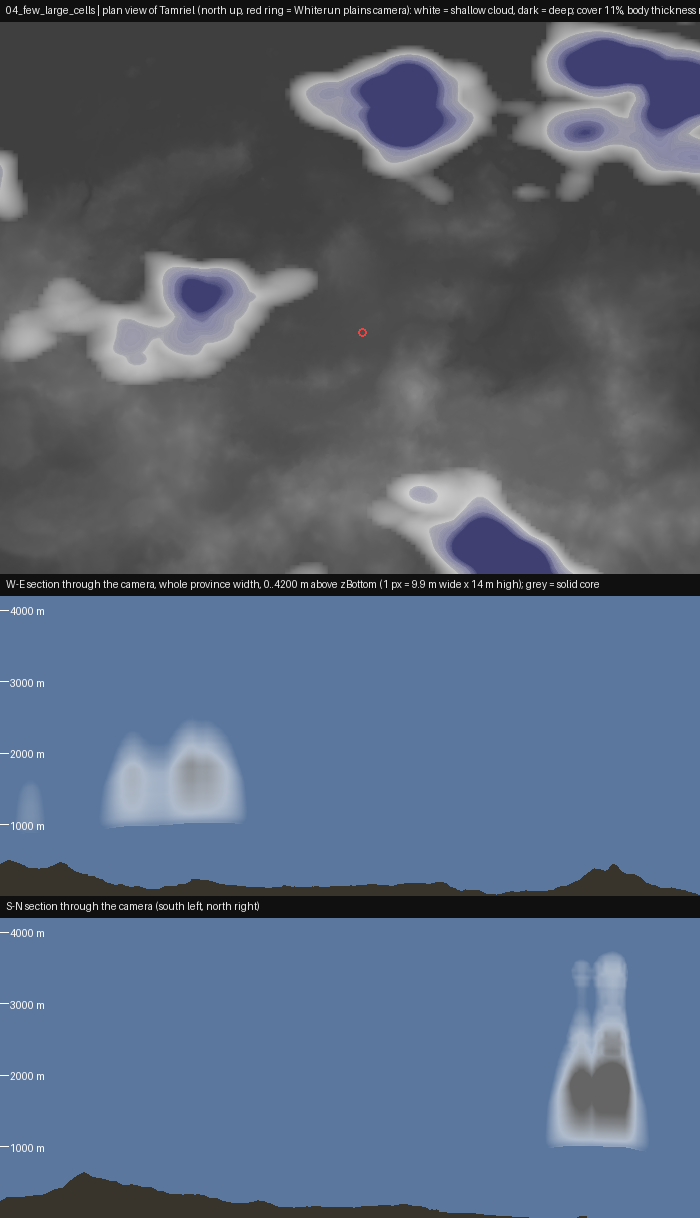 04_few_large_cells | plan view of Tamriel (north up, red ring = Whiterun plains camera): white = shallow cloud, dark = deep; cover 11%, body thickness
W-E section through the camera, whole province width, 0..4200 m above zBottom (1 px = 9.9 m wide x 14 m high); grey = solid core
4000 m
3000 m
2000 m
1000 m
S-N section through the camera (south left, north right)
4000 m
3000 m
2000 m
1000 m